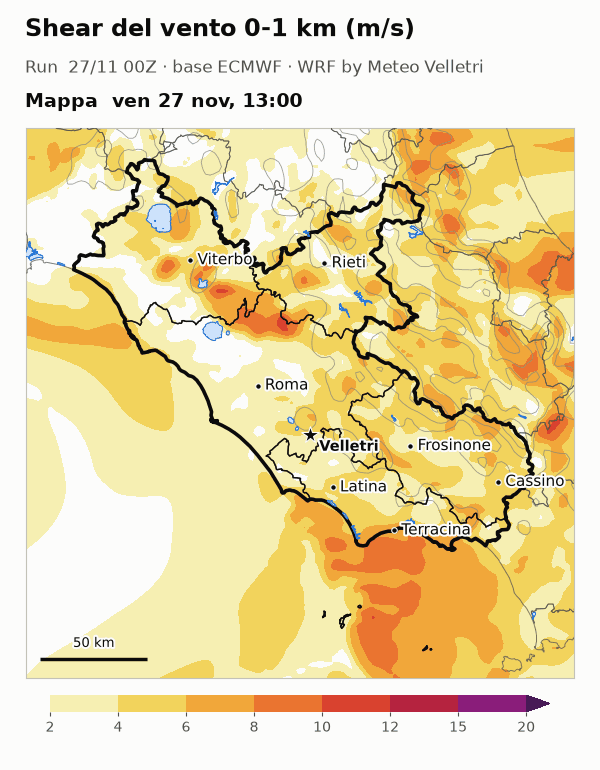 Shear del vento 0-1 km (m/s)
Run  27/11 00Z · base ECMWF · WRF by Meteo Velletri
Mappa  ven 27 nov, 13:00
Viterbo
Rieti
Roma
Velletri
Frosinone
Latina
Cassino
Terracina
50 km
2 4 6 8 10 12 15 20